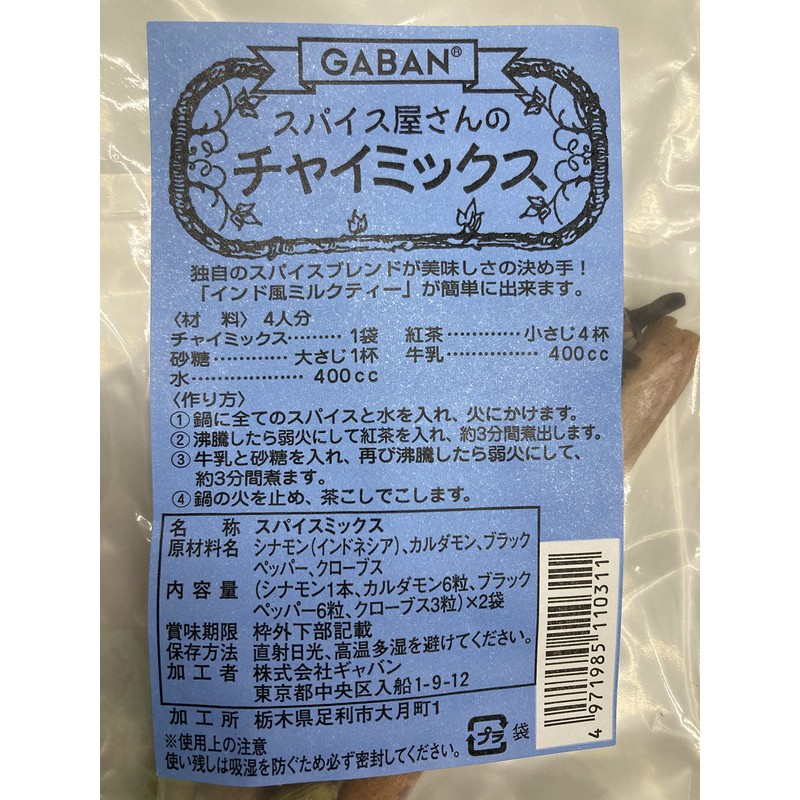 GABAN®
スパイス屋さんの
チャイミックス
独自のスパイスブレンドが美味しさの決め手！
「インド風ミルクティー」が簡単に出来ます。
〈材　料〉4人分
チャイミックス………1袋　紅茶…………小さじ4杯
砂糖…………大さじ1杯　牛乳……………400cc
水………………400cc
〈作り方〉
①鍋に全てのスパイスと水を入れ、火にかけます。
②沸騰したら弱火にして紅茶を入れ、約3分間煮出します。
③牛乳と砂糖を入れ、再び沸騰したら弱火にして、
約3分間煮ます。
④鍋の火を止め、茶こしでこします。
名　称　スパイスミックス
原材料名　シナモン(インドネシア)、カルダモン、ブラック
ペッパー、クローブス
内容量　(シナモン1本、カルダモン6粒、ブラック
ペッパー6粒、クローブス3粒)×2袋
賞味期限　枠外下部記載
保存方法　直射日光、高温多湿を避けてください。
加工者　株式会社ギャバン
東京都中央区入船1-9-12
加工所　栃木県足利市大月町1
※使用上の注意
使い残しは吸湿を防ぐため必ず密封してください。
プラ 袋
4 971985 110311